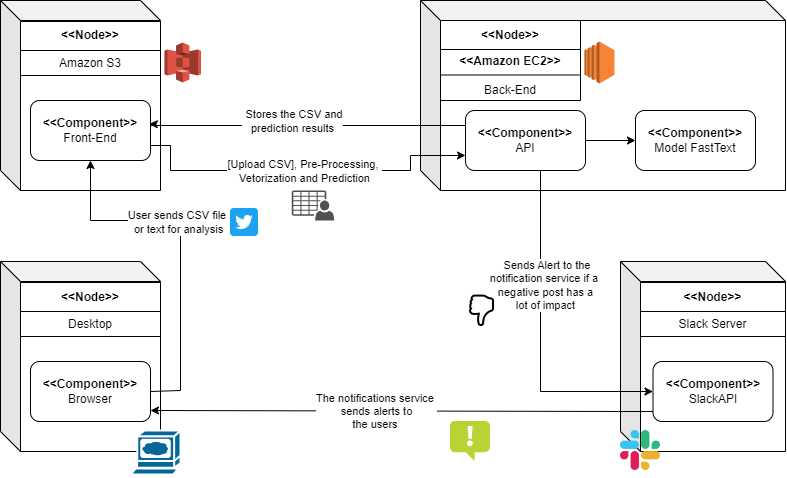 <<Node>>
Amazon S3
<<Component>>
Front-End
<<Node>>
<<Amazon EC2>>
Back-End
<<Component>>
API
<<Component>>
Model FastText
Stores the CSV and
prediction results
[Upload CSV], Pre-Processing,
Vetorization and Prediction
User sends CSV file
or text for analysis
Sends Alert to the
notification service if a
negative post has a
lot of impact
<<Node>>
Desktop
<<Component>>
Browser
<<Node>>
Slack Server
<<Component>>
SlackAPI
The notifications service
sends alerts to
the users
!